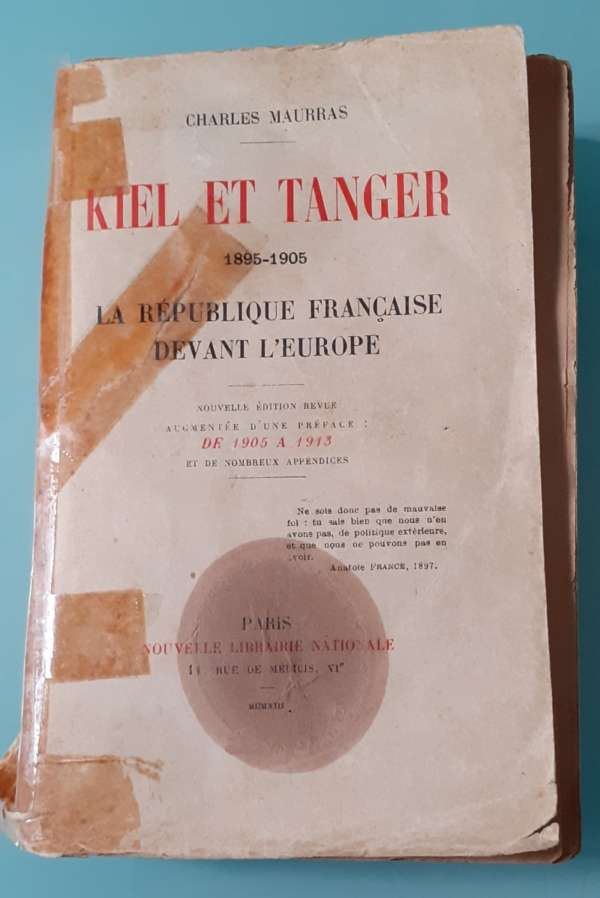 CHARLES MAURRAS
KIEL ET TANGER
1895-1905
LA RÉPUBLIQUE FRANÇAISE
DEVANT L'EUROPE
NOUVELLE ÉDITION REVUE
AUGMENTÉE D'UNE PRÉFACE :
DE 1905 A 1913
ET DE NOMBREUX APPENDICES
Ne sois donc pas de mauvaise
foi : tu sais bien que nous n'en
avons pas, de politique extérieure,
et que nous ne pouvons pas en
avoir.
Anatole FRANCE, 1897.
PARIS
NOUVELLE LIBRAIRIE NATIONALE
RUE DE MÉDICIS, VIe